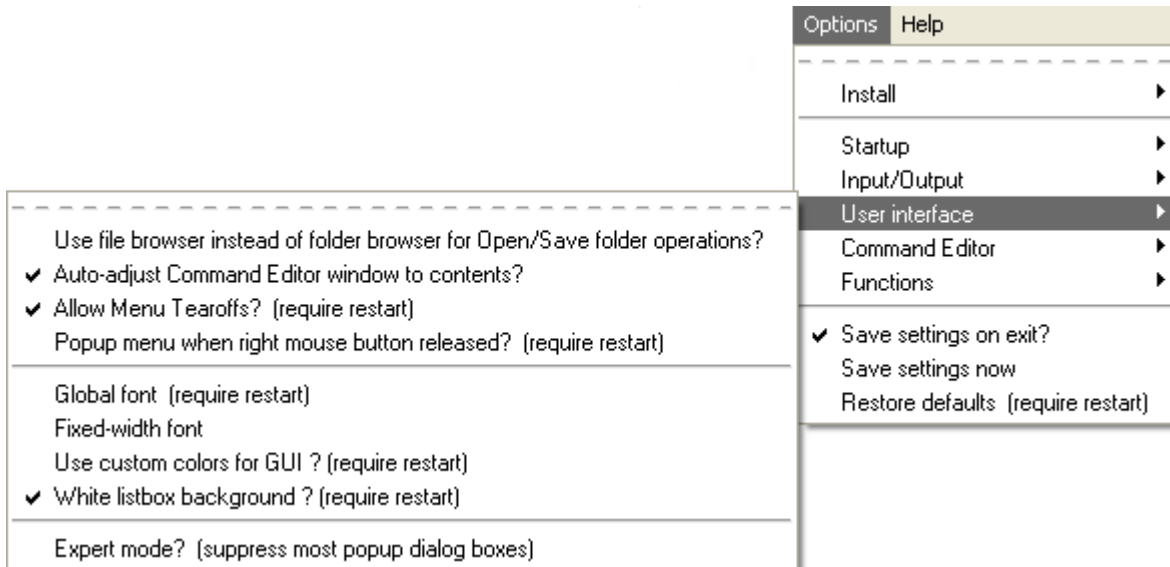 Options Help
Install
Startup
Input/Output
User interface
Command Editor
Functions
Save settings on exit?
Save settings now
Restore defaults (require restart)
Use file browser instead of folder browser for Open/Save folder operations?
Auto-adjust Command Editor window to contents?
Allow Menu Tearoffs? (require restart)
Popup menu when right mouse button released? (require restart)
Global font (require restart)
Fixed-width font
Use custom colors for GUI ? (require restart)
White listbox background ? (require restart)
Expert mode? (suppress most popup dialog boxes)